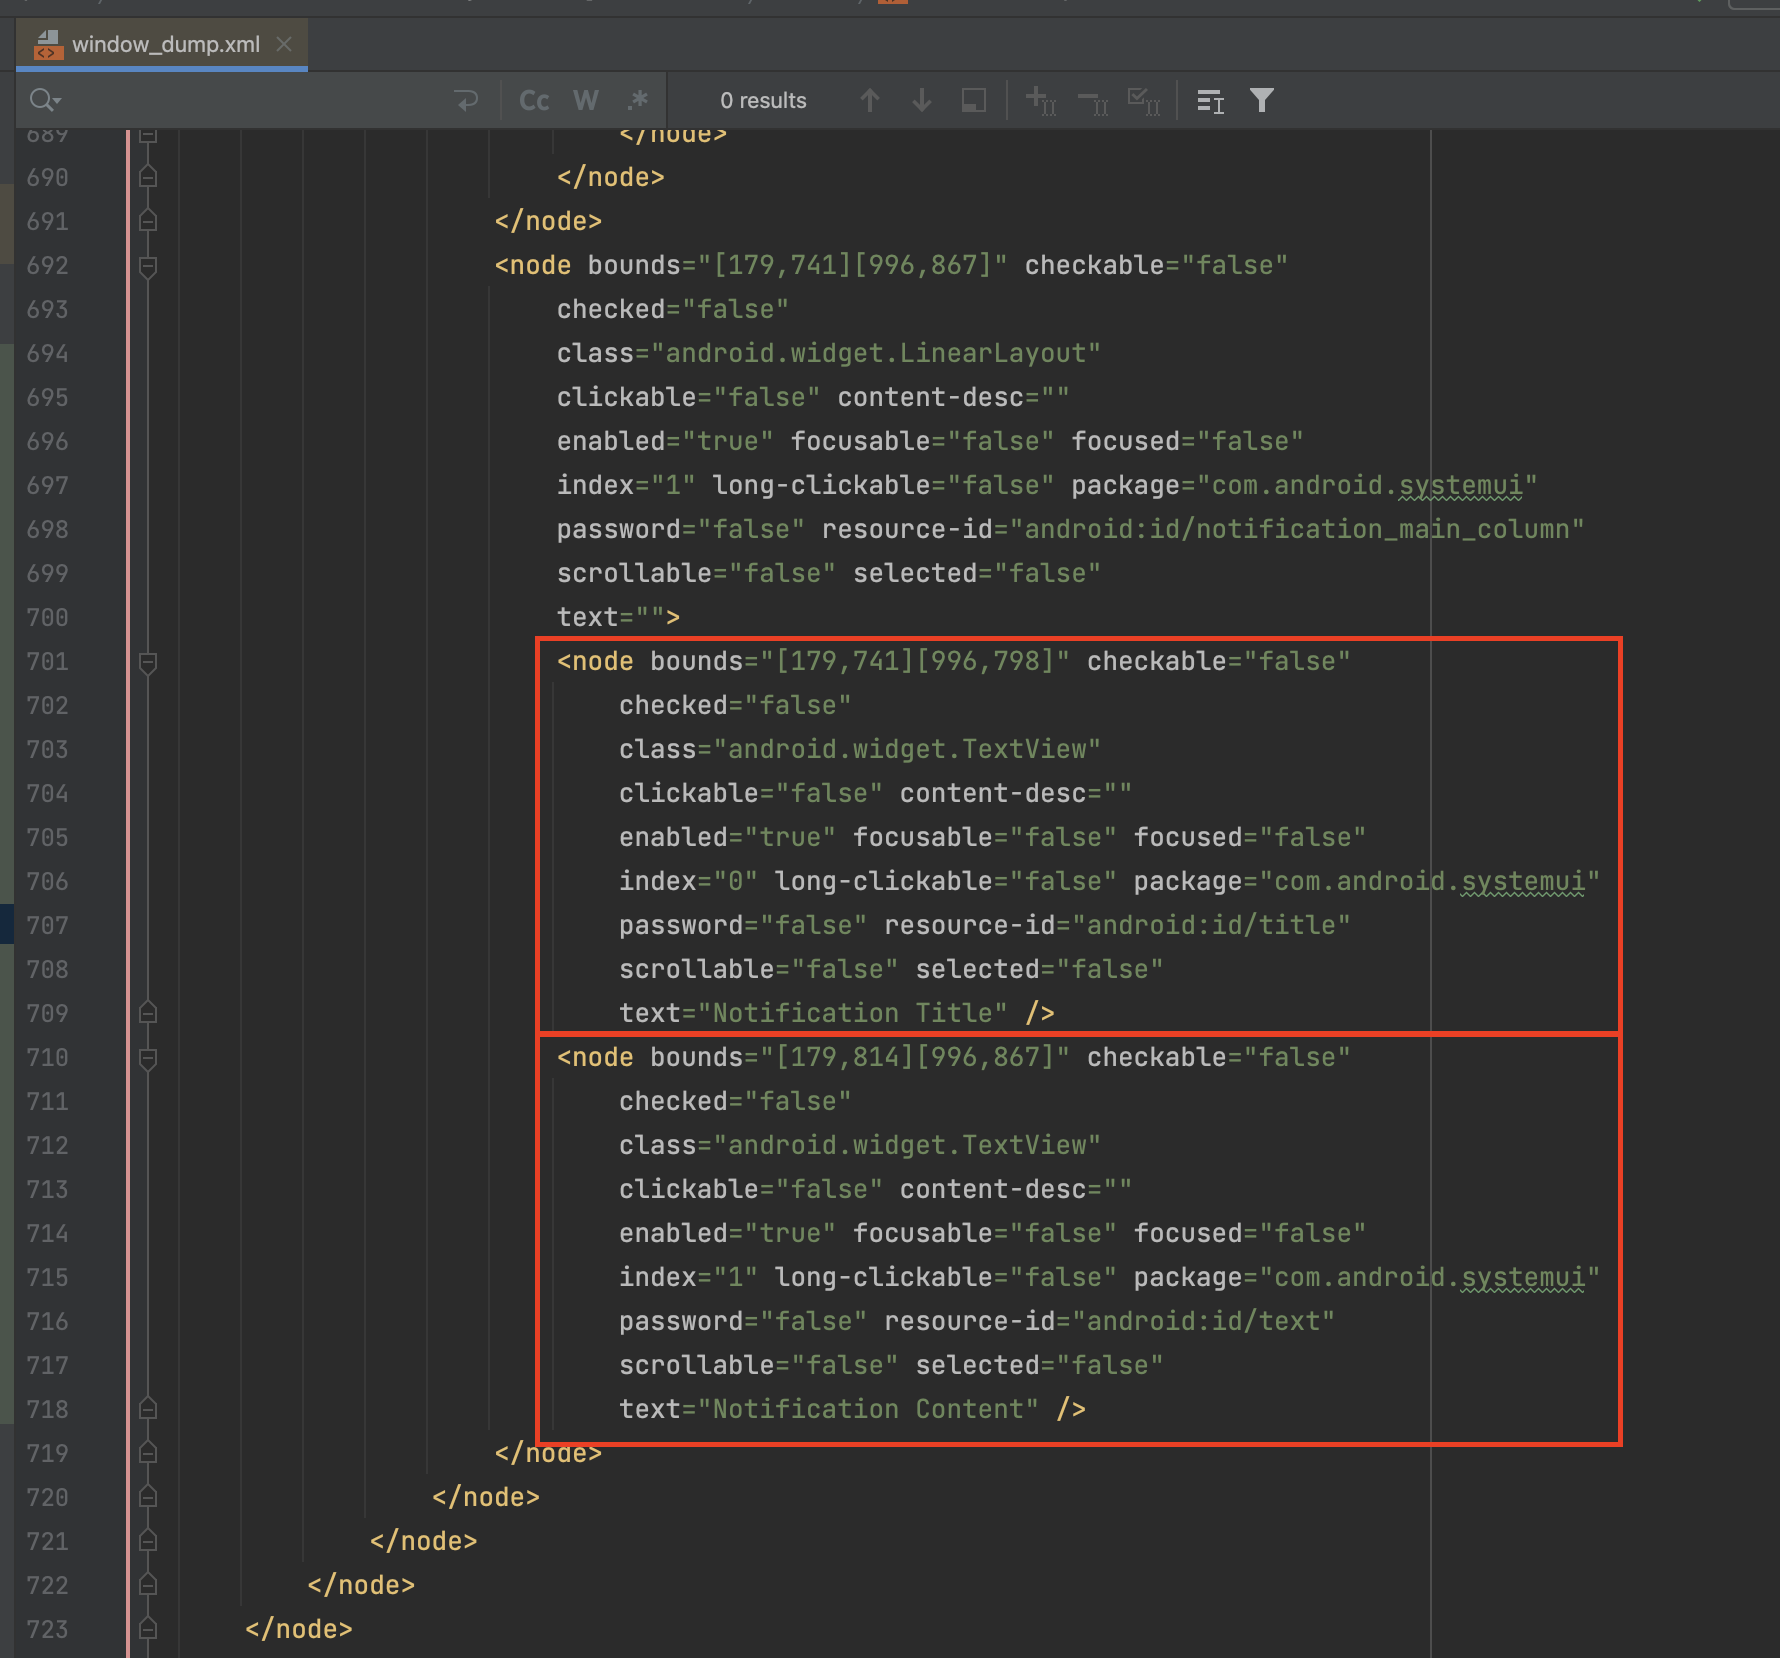 window_dump.xml
Cc W .* 0 results
689 </node>
690 </node>
691 </node>
692 <node bounds="[179,741][996,867]" checkable="false"
693 checked="false"
694 class="android.widget.LinearLayout"
695 clickable="false" content-desc=""
696 enabled="true" focusable="false" focused="false"
697 index="1" long-clickable="false" package="com.android.systemui"
698 password="false" resource-id="android:id/notification_main_column"
699 scrollable="false" selected="false"
700 text="">
701 <node bounds="[179,741][996,798]" checkable="false"
702 checked="false"
703 class="android.widget.TextView"
704 clickable="false" content-desc=""
705 enabled="true" focusable="false" focused="false"
706 index="0" long-clickable="false" package="com.android.systemui"
707 password="false" resource-id="android:id/title"
708 scrollable="false" selected="false"
709 text="Notification Title" />
710 <node bounds="[179,814][996,867]" checkable="false"
711 checked="false"
712 class="android.widget.TextView"
713 clickable="false" content-desc=""
714 enabled="true" focusable="false" focused="false"
715 index="1" long-clickable="false" package="com.android.systemui"
716 password="false" resource-id="android:id/text"
717 scrollable="false" selected="false"
718 text="Notification Content" />
719 </node>
720 </node>
721 </node>
722 </node>
723 </node>